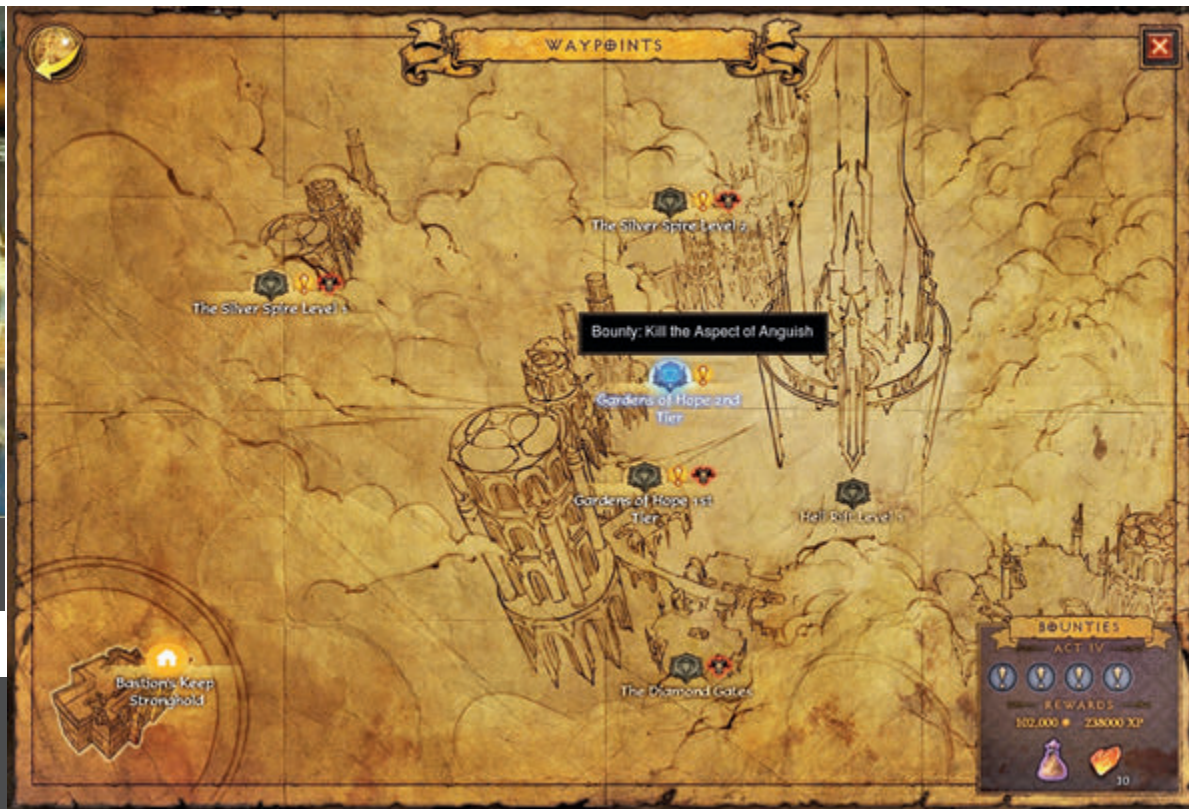 WAYPOINTS
The Silver Spire Level 2
The Silver Spire Level 1
Bounty: Kill the Aspect of Anguish
Gardens of Hope 2nd
Tier
Gardens of Hope 1st
Tier
Hell Rift Level 1
Bastion's Keep
Stronghold
The Diamond Gates
BOUNTIES
ACT IV
REWARDS
102,000
238000 XP
10